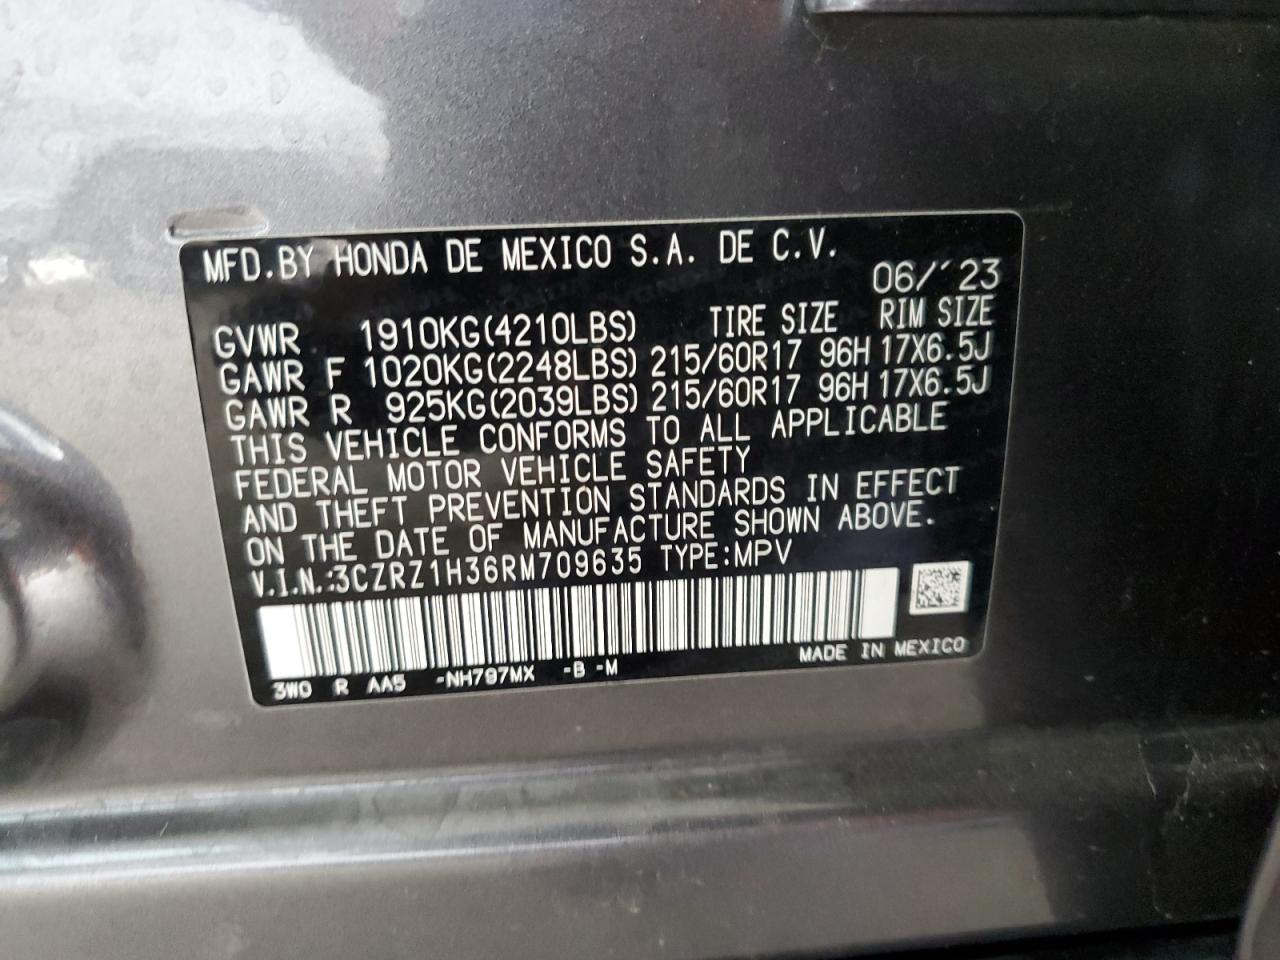 MFD.BY HONDA DE MEXICO S.A. DE C.V.
06/´23
GVWR 1910KG(4210LBS) TIRE SIZE RIM SIZE
GAWR F 1020KG(2248LBS) 215/60R17 96H 17X6.5J
GAWR R 925KG(2039LBS) 215/60R17 96H 17X6.5J
THIS VEHICLE CONFORMS TO ALL APPLICABLE
FEDERAL MOTOR VEHICLE SAFETY
AND THEFT PREVENTION STANDARDS IN EFFECT
ON THE DATE OF MANUFACTURE SHOWN ABOVE.
V.I.N.:3CZRZ1H36RM709635 TYPE:MPV
MADE IN MEXICO
3W0 R AA5 -NH797MX -B -M